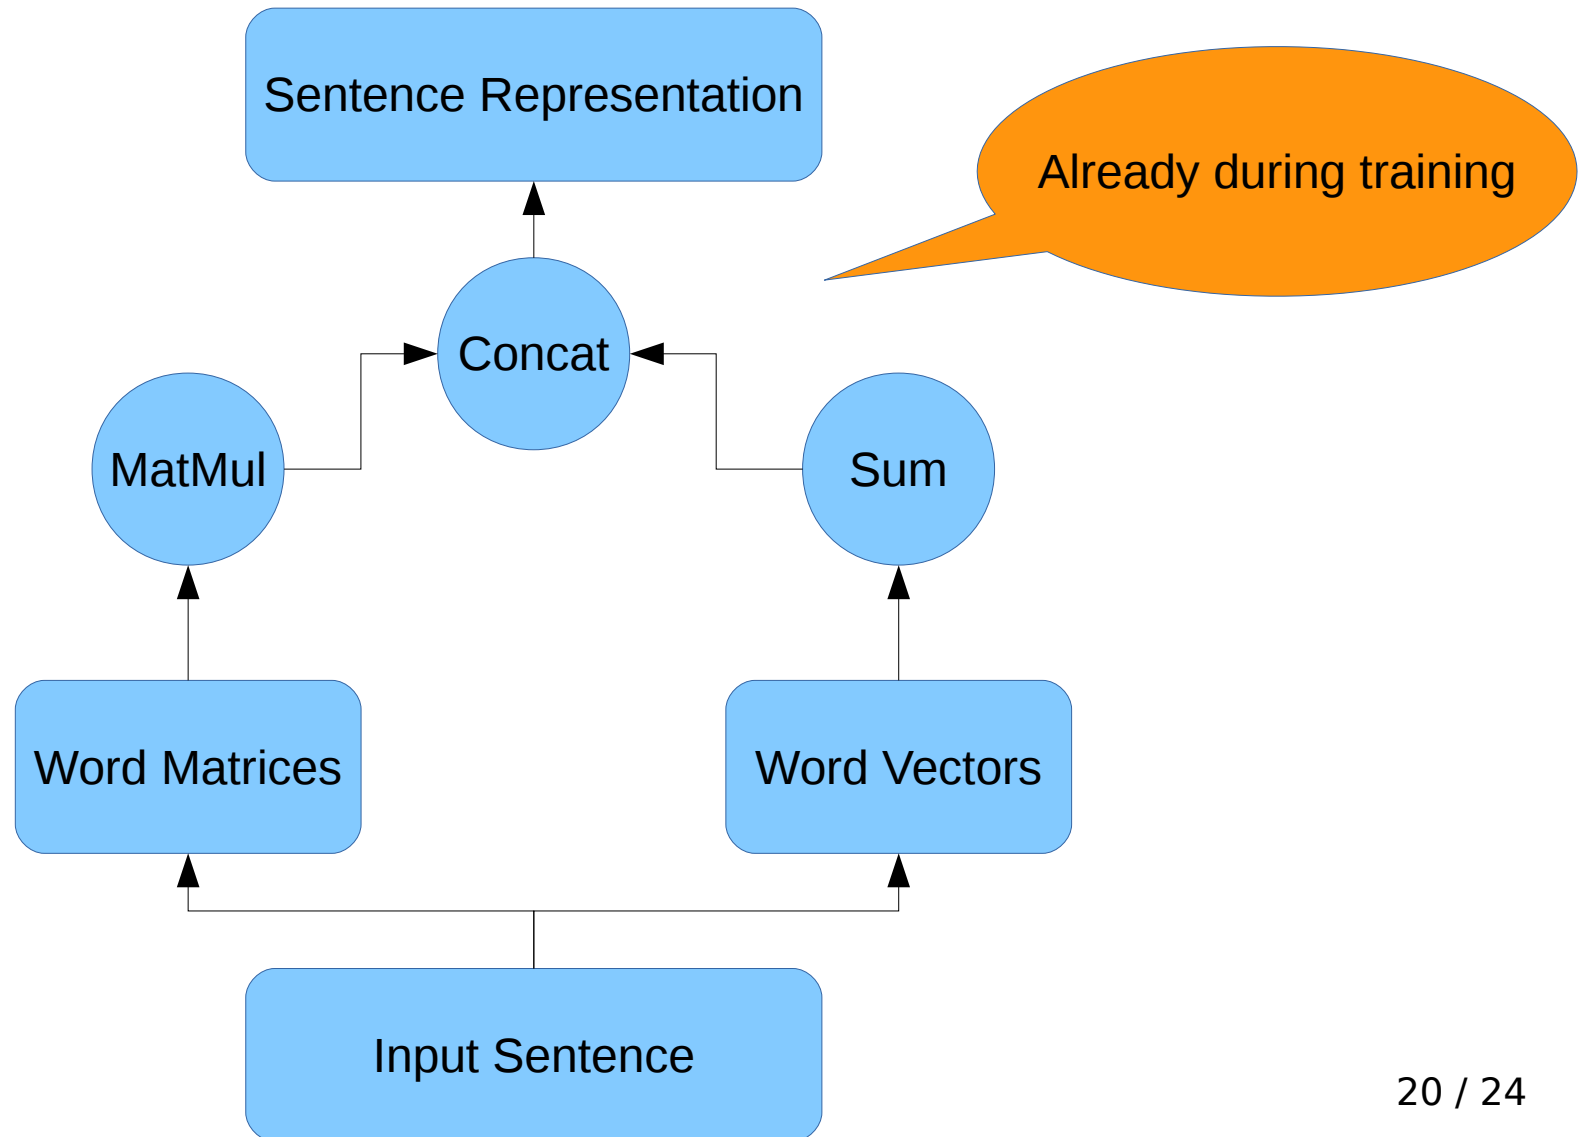 Sentence Representation
Already during training
Concat
MatMul
Sum
Word Matrices
Word Vectors
Input Sentence
20 / 24